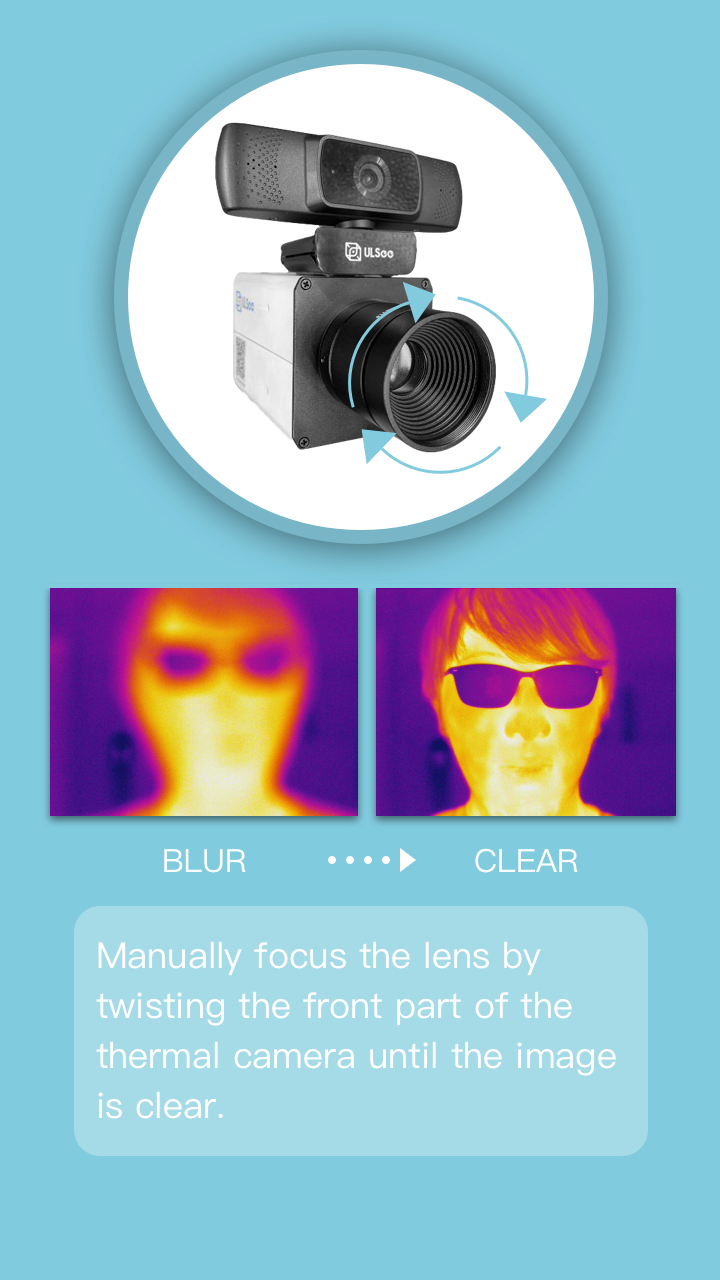 ULSee
ULSee
BLUR
CLEAR
Manually focus the lens by
twisting the front part of the
thermal camera until the image
is clear.